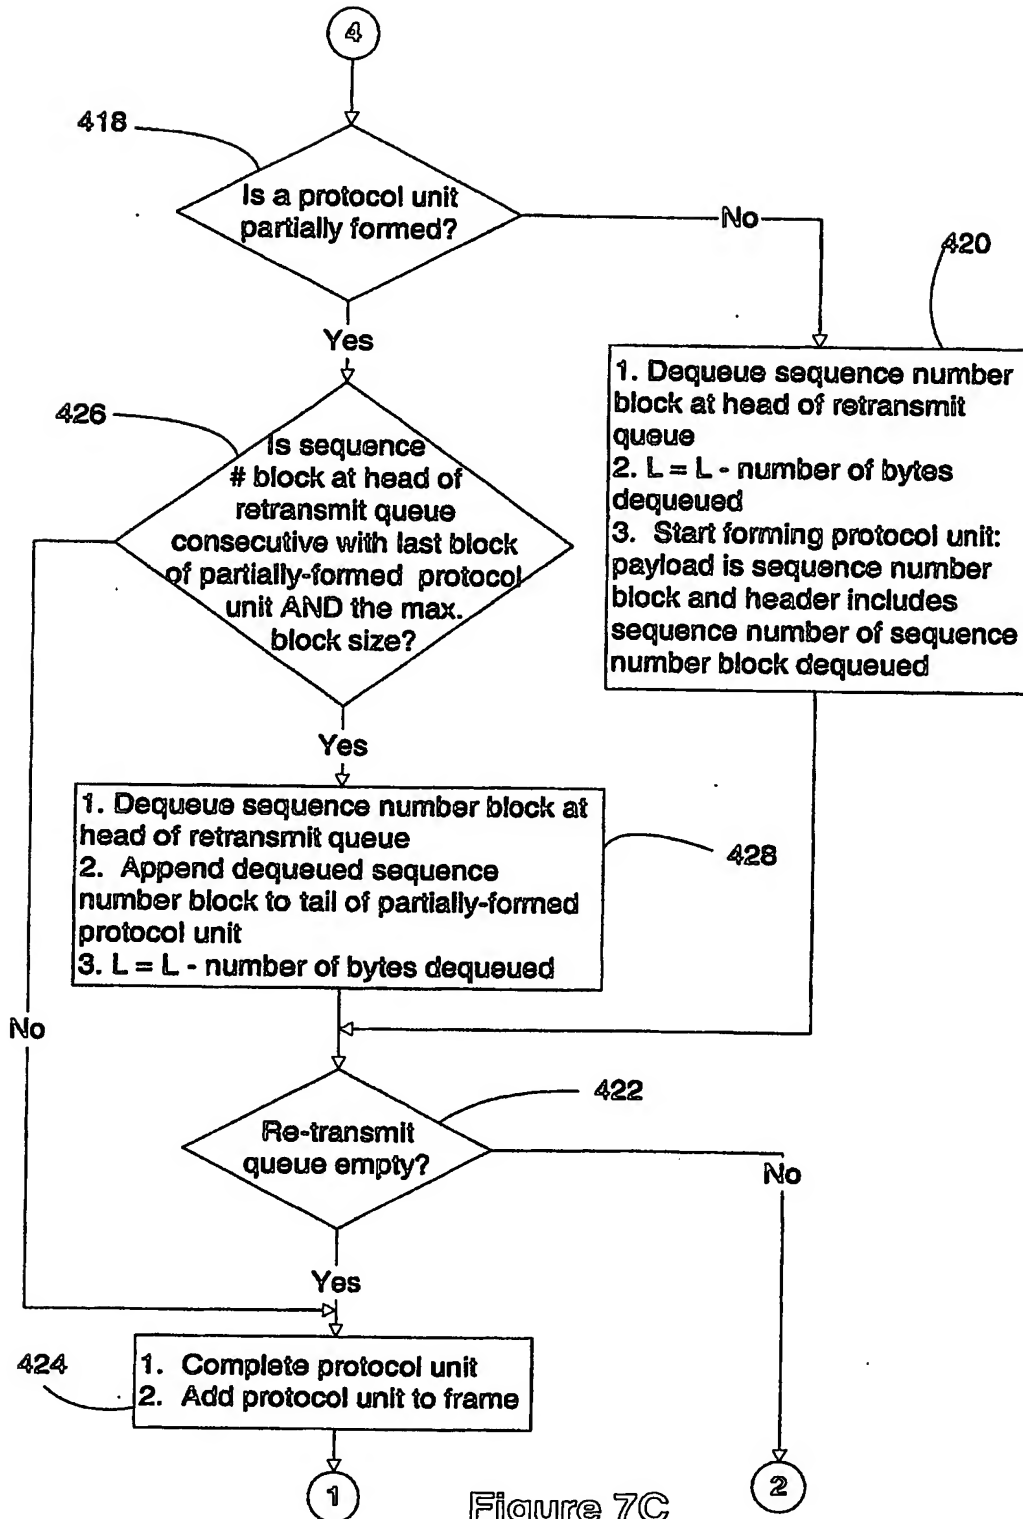 4
418
Is a protocol unit
partially formed?
No
420
Yes
1. Dequeue sequence number
block at head of retransmit
queue
2. L = L - number of bytes
dequeued
3. Start forming protocol unit:
payload is sequence number
block and header includes
sequence number of sequence
number block dequeued
426
Is sequence
# block at head of
retransmit queue
consecutive with last block
of partially-formed protocol
unit AND the max.
block size?
Yes
1. Dequeue sequence number block at
head of retransmit queue
2. Append dequeued sequence
number block to tail of partially-formed
protocol unit
3. L = L - number of bytes dequeued
428
No
422
Re-transmit
queue empty?
No
Yes
424
1. Complete protocol unit
2. Add protocol unit to frame
1
2
Figure 7C